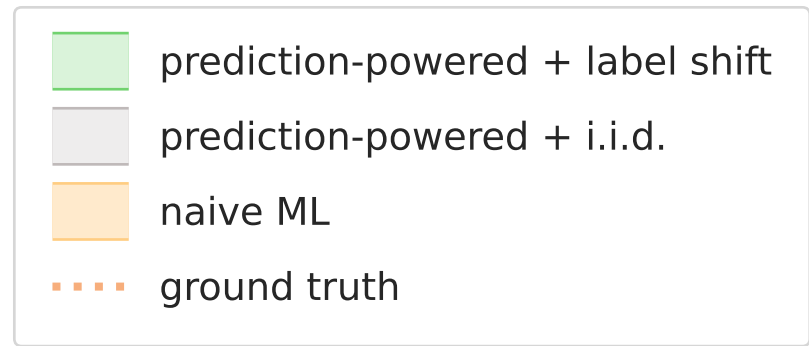 prediction-powered + label shift
prediction-powered + i.i.d.
naive ML
ground truth